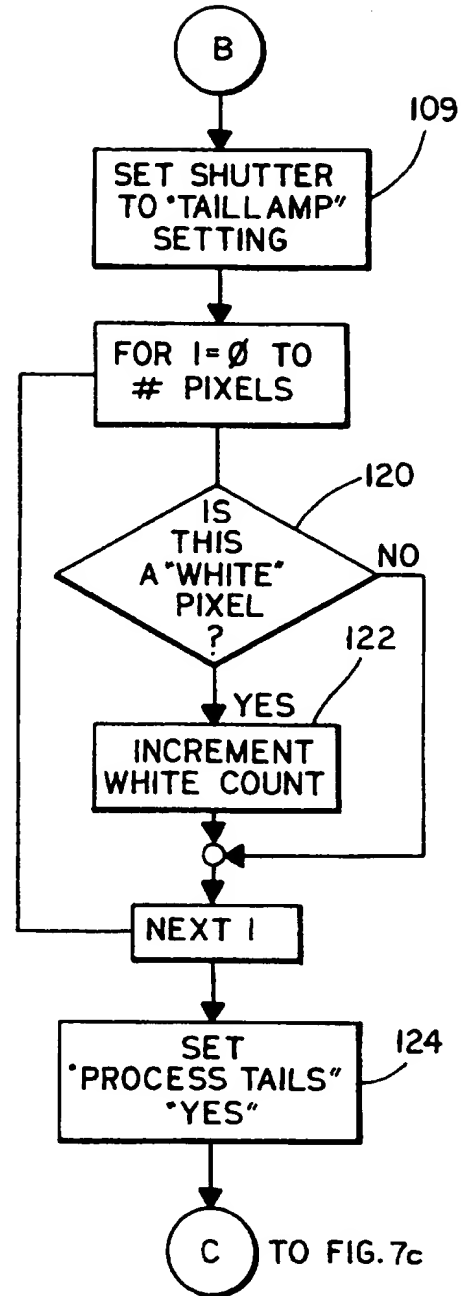 B
109
SET SHUTTER
TO "TAILLAMP"
SETTING
FOR I=Ø TO
# PIXELS
120
IS
THIS
A "WHITE"
PIXEL
?
NO
122
YES
INCREMENT
WHITE COUNT
NEXT I
SET
"PROCESS TAILS"
"YES"
124
C TO FIG. 7c